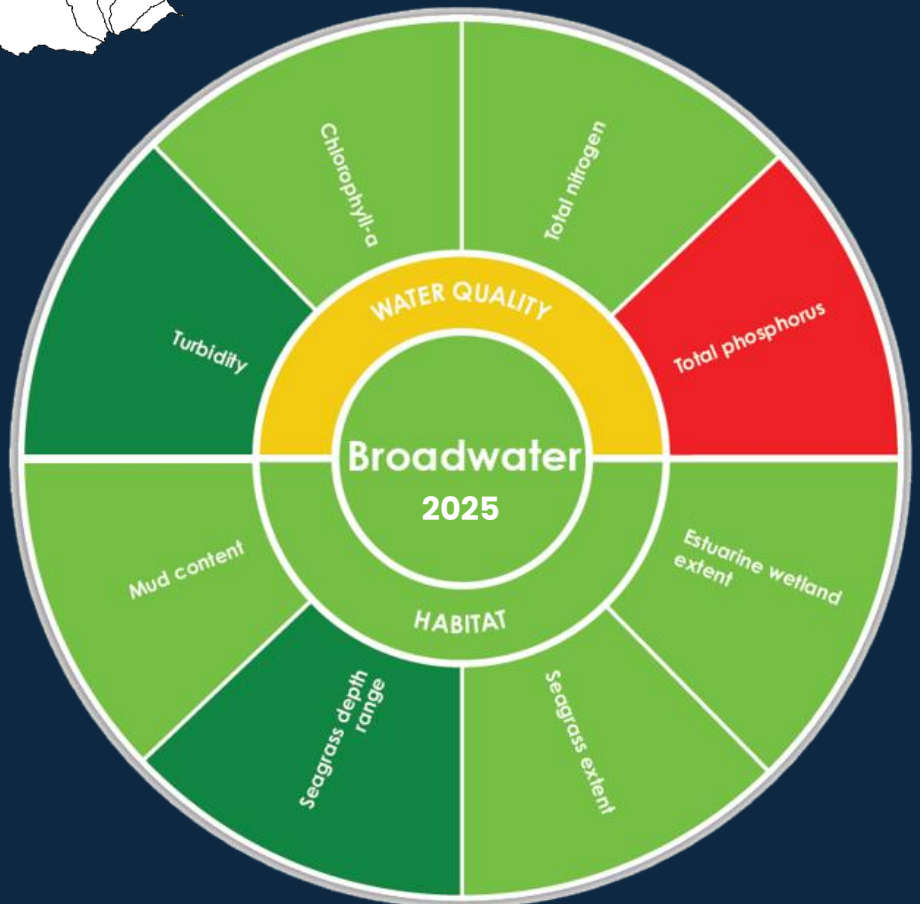 Chlorophyll-a
Total nitrogen
Turbidity
WATER QUALITY
Total phosphorus
Broadwater
2025
Mud content
Estuarine wetland
extent
HABITAT
Seagrass depth
range
Seagrass extent